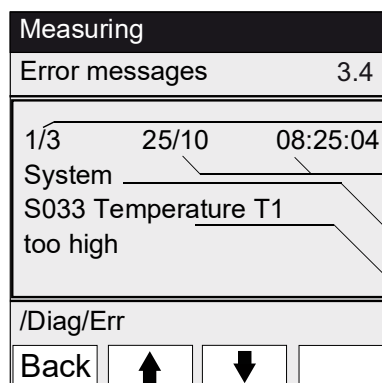 Measuring
Error messages 3.4
1/3 25/10 08:25:04
System
S033 Temperature T1
too high
/Diag/Err
Back